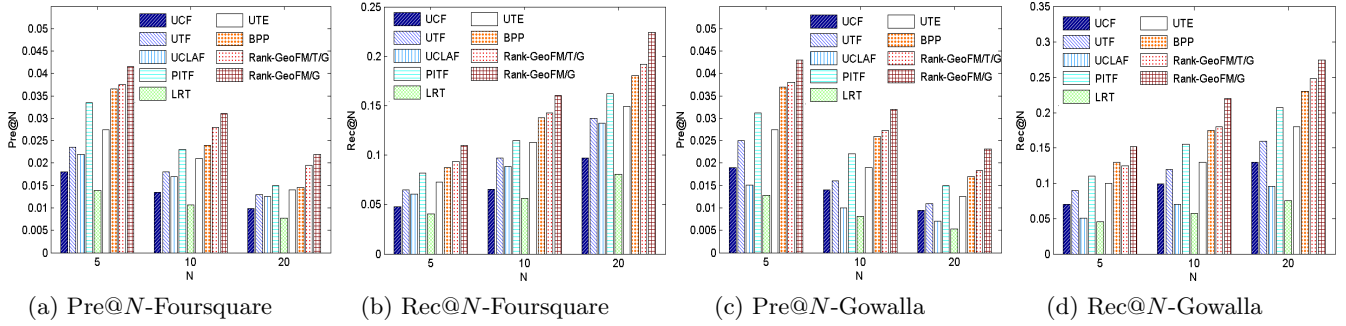 0.05
0.045
0.04
0.035
0.03
0.025
0.02
0.015
0.01
0.005
0
Pre@N
UCF
UTF
UCLAF
PITF
LRT
UTE
BPP
Rank-GeoFM/T/G
Rank-GeoFM/G
5
10
20
N
(a) Pre@N-Foursquare
0.25
0.2
0.15
0.1
0.05
0
Rec@N
UCF
UTF
UCLAF
PITF
LRT
UTE
BPP
Rank-GeoFM/T/G
Rank-GeoFM/G
5
10
20
N
(b) Rec@N-Foursquare
0.05
0.045
0.04
0.035
0.03
0.025
0.02
0.015
0.01
0.005
0
Pre@N
UCF
UTF
UCLAF
PITF
LRT
UTE
BPP
Rank-GeoFM/T/G
Rank-GeoFM/G
5
10
20
N
(c) Pre@N-Gowalla
0.35
0.3
0.25
0.2
0.15
0.1
0.05
0
Rec@N
UCF
UTF
UCLAF
PITF
LRT
UTE
BPP
Rank-GeoFM/T/G
Rank-GeoFM/G
5
10
20
N
(d) Rec@N-Gowalla